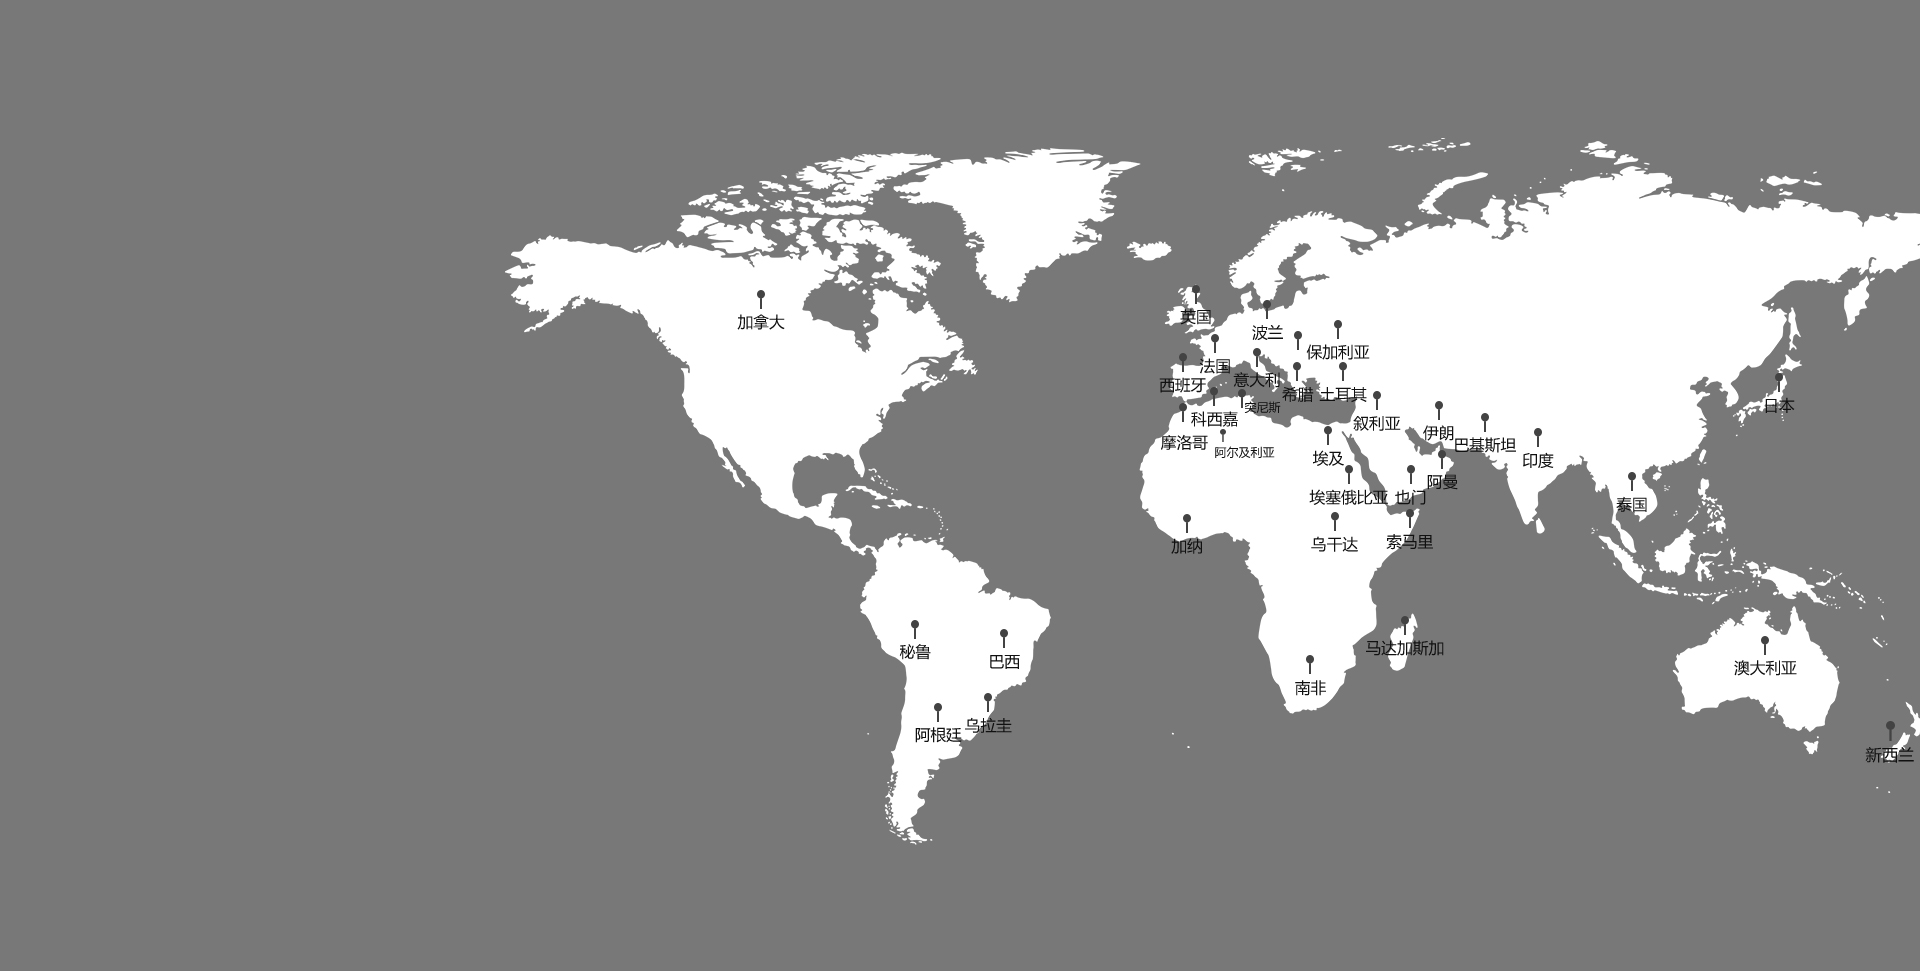 加拿大
英国
波兰
保加利亚
法国
意大利
西班牙
希腊
土耳其
日本
突尼斯
科西嘉
叙利亚
伊朗
巴基斯坦
摩洛哥
阿尔及利亚
埃及
印度
阿曼
埃塞俄比亚
也门
泰国
加纳
乌干达
索马里
秘鲁
巴西
马达加斯加
澳大利亚
南非
乌拉圭
阿根廷
新西兰